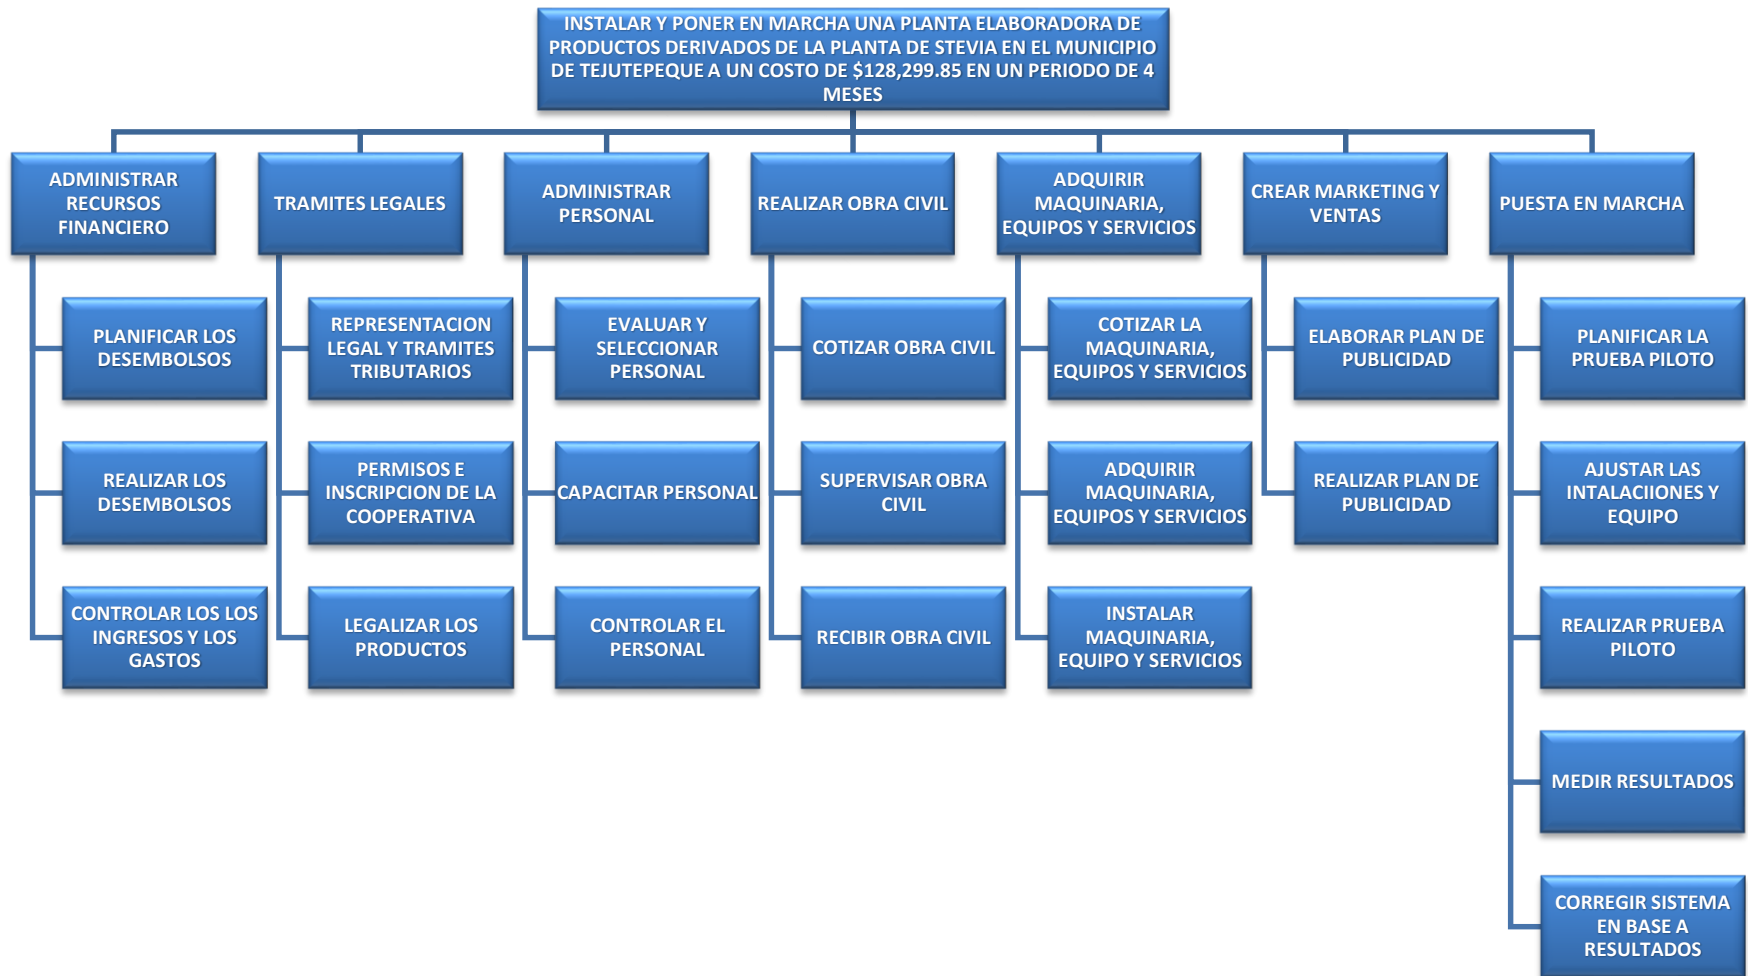 INSTALAR Y PONER EN MARCHA UNA PLANTA ELABORADORA DE
PRODUCTOS DERIVADOS DE LA PLANTA DE STEVIA EN EL MUNICIPIO
DE TEJUTEPEQUE A UN COSTO DE $128,299.85 EN UN PERIODO DE 4
MESES
ADMINISTRAR
RECURSOS
FINANCIERO
PLANIFICAR LOS
DESEMBOLSOS
REALIZAR LOS
DESEMBOLSOS
CONTROLAR LOS LOS
INGRESOS Y LOS
GASTOS
TRAMITES LEGALES
REPRESENTACION
LEGAL Y TRAMITES
TRIBUTARIOS
PERMISOS E
INSCRIPCION DE LA
COOPERATIVA
LEGALIZAR LOS
PRODUCTOS
ADMINISTRAR
PERSONAL
EVALUAR Y
SELECCIONAR
PERSONAL
CAPACITAR PERSONAL
CONTROLAR EL
PERSONAL
REALIZAR OBRA CIVIL
COTIZAR OBRA CIVIL
SUPERVISAR OBRA
CIVIL
RECIBIR OBRA CIVIL
ADQUIRIR
MAQUINARIA,
EQUIPOS Y SERVICIOS
COTIZAR LA
MAQUINARIA,
EQUIPOS Y SERVICIOS
ADQUIRIR
MAQUINARIA,
EQUIPOS Y SERVICIOS
INSTALAR
MAQUINARIA,
EQUIPO Y SERVICIOS
CREAR MARKETING Y
VENTAS
ELABORAR PLAN DE
PUBLICIDAD
REALIZAR PLAN DE
PUBLICIDAD
PUESTA EN MARCHA
PLANIFICAR LA
PRUEBA PILOTO
AJUSTAR LAS
INTALACIIONES Y
EQUIPO
REALIZAR PRUEBA
PILOTO
MEDIR RESULTADOS
CORREGIR SISTEMA
EN BASE A
RESULTADOS